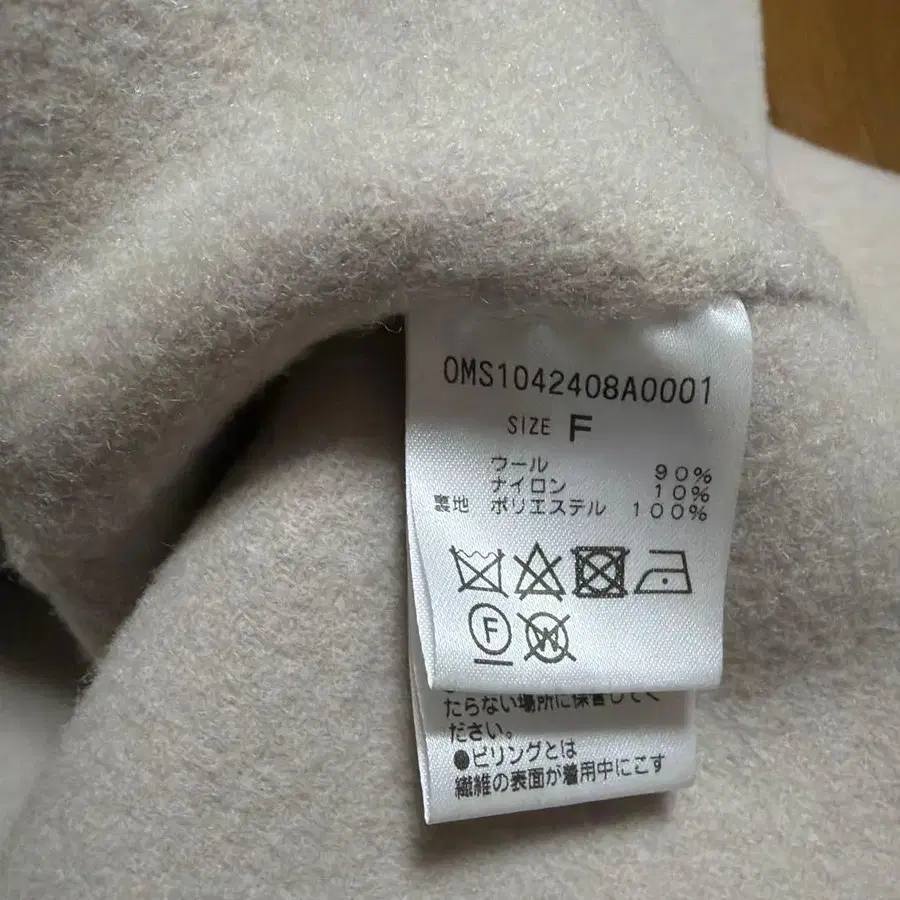 0MS1042408A0001
SIZE F
ウール 90%
ナイロン 10%
裏地 ポリエステル 100%
F
W
たらない場所に保管してく
ださい。
●ピリングとは
繊維の表面が着用中にこす